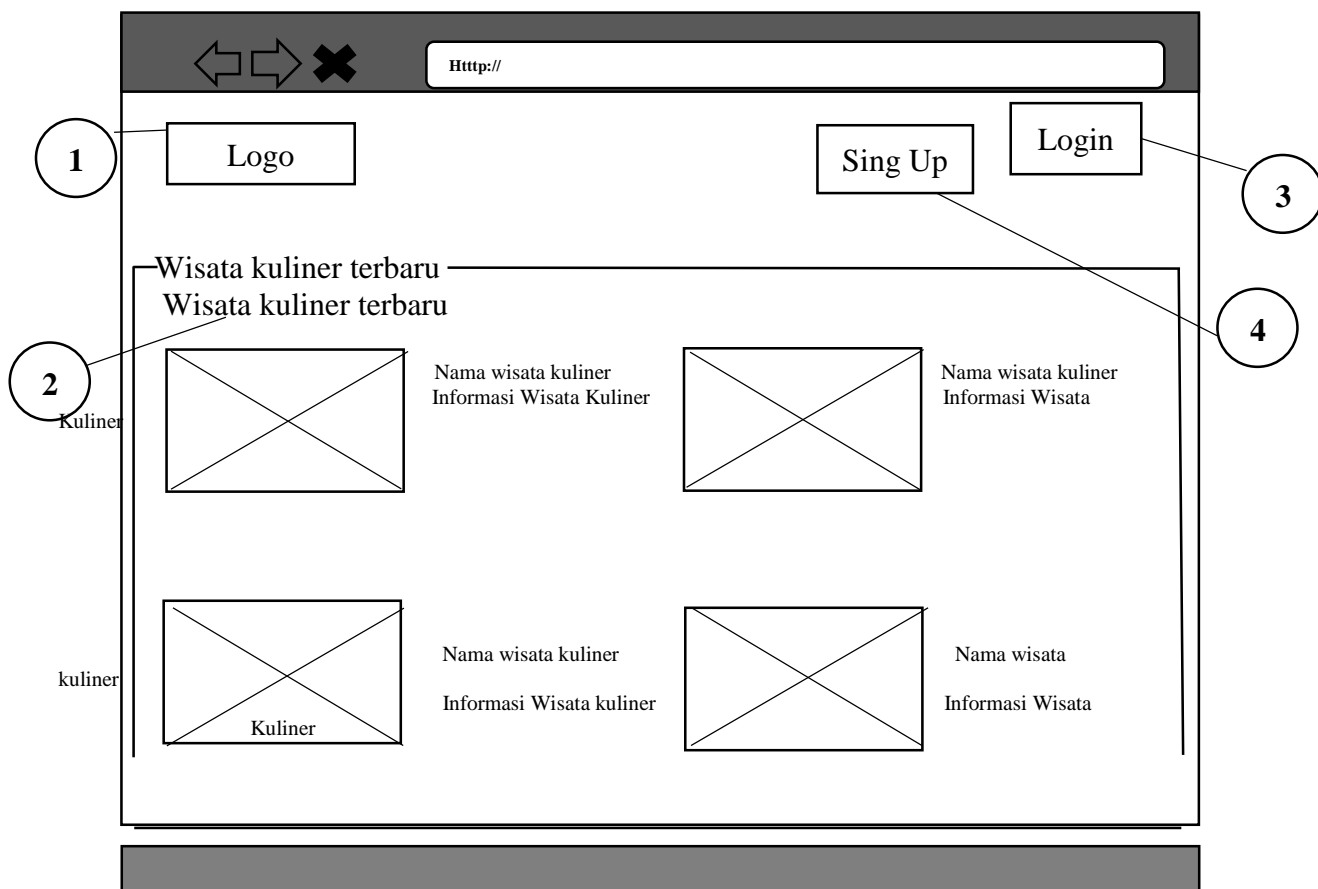 Htttp://
1
Logo
Sing Up
Login
3
Wisata kuliner terbaru
Wisata kuliner terbaru
4
2
Nama wisata kuliner
Informasi Wisata Kuliner
Nama wisata kuliner
Informasi Wisata
Kuliner
Nama wisata kuliner
Nama wisata
kuliner
Informasi Wisata kuliner
Informasi Wisata
Kuliner